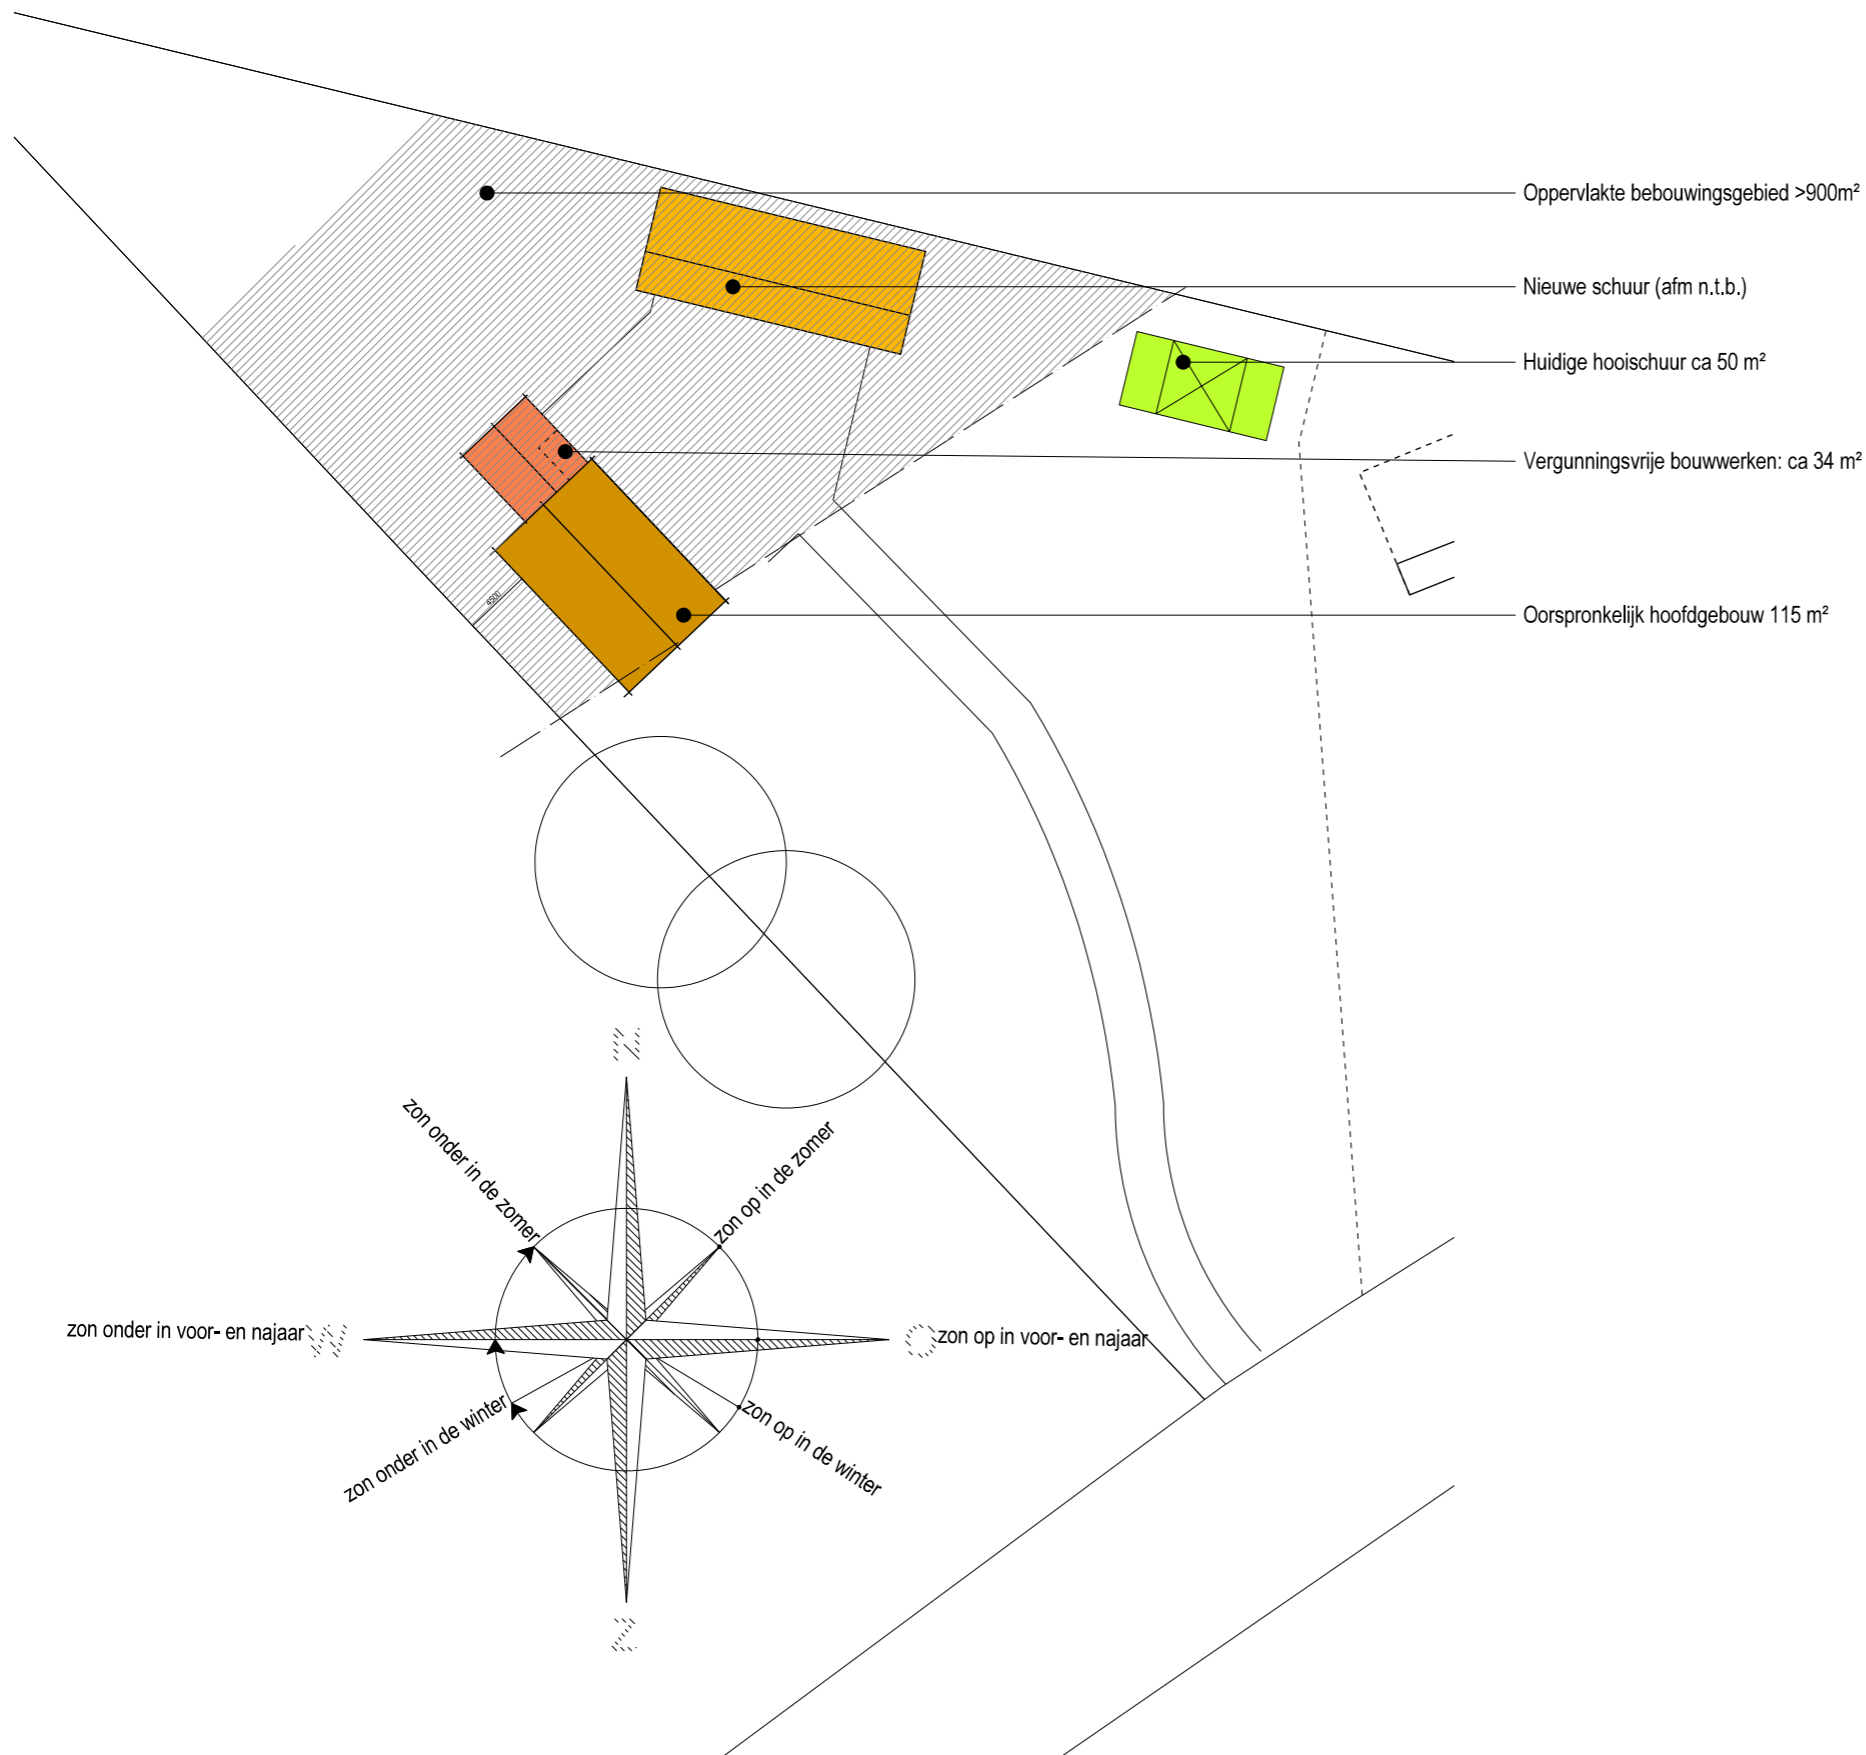 Oppervlakte bebouwingsgebied >900m²
Nieuwe schuur (afm n.t.b.)
Huidige hooischuur ca 50 m²
Vergunningsvrije bouwwerken: ca 34 m²
4500
Oorspronkelijk hoofdgebouw 115 m²
N
zon onder in de zomer
zon op in de zomer
zon onder in voor- en najaar
W
O
zon op in voor- en najaar
zon onder in de winter
zon op in de winter
Z